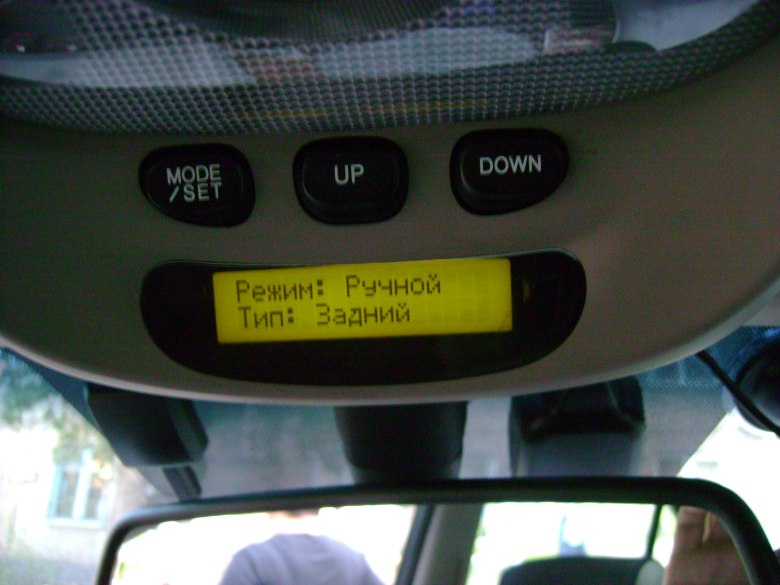 MODE
/SET
UP
DOWN
Режим: Ручной
Тип: Задний